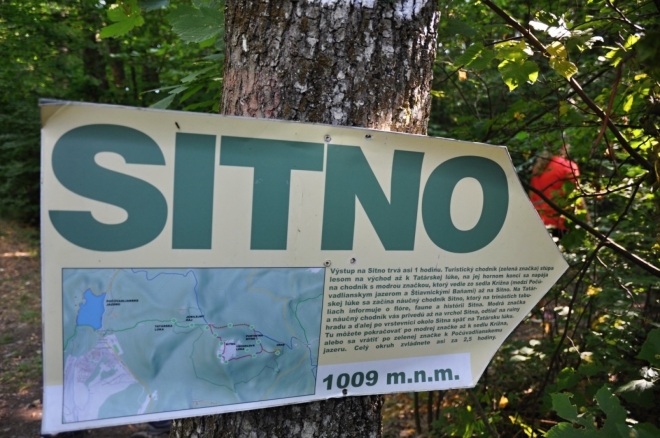 SITNO
Výstup na Sitno trvá asi 1 hodinu. Turistický chodník (zelená značka) stúpa
lesom na východ až k Tatárskej lúke, na jej hornom konci sa napája
na chodník s modrou značkou, ktorý vedie zo sedla Krížna (medzi Poču-
vadlianskym jazerom a Štiavnickými Baňami) až na Sitno. Na Tatár-
skej lúke sa začína náučný chodník Sitno, ktorý na trinástich tabu-
liach informuje o flóre, faune a histórii Sitna. Modrá značka
a náučný chodník vás privedú až na vrchol Sitna, odtiaľ na ruiny
hradu a ďalej po vrstevnici okolo Sitna späť na Tatársku lúku.
Tu môžete pokračovať po modrej značke až k sedlu Krížna,
alebo sa vrátiť po zelenej značke k Počúvadlianskemu
jazeru. Celý okruh zvládnete asi za 2,5 hodiny.
1009 m.n.m.